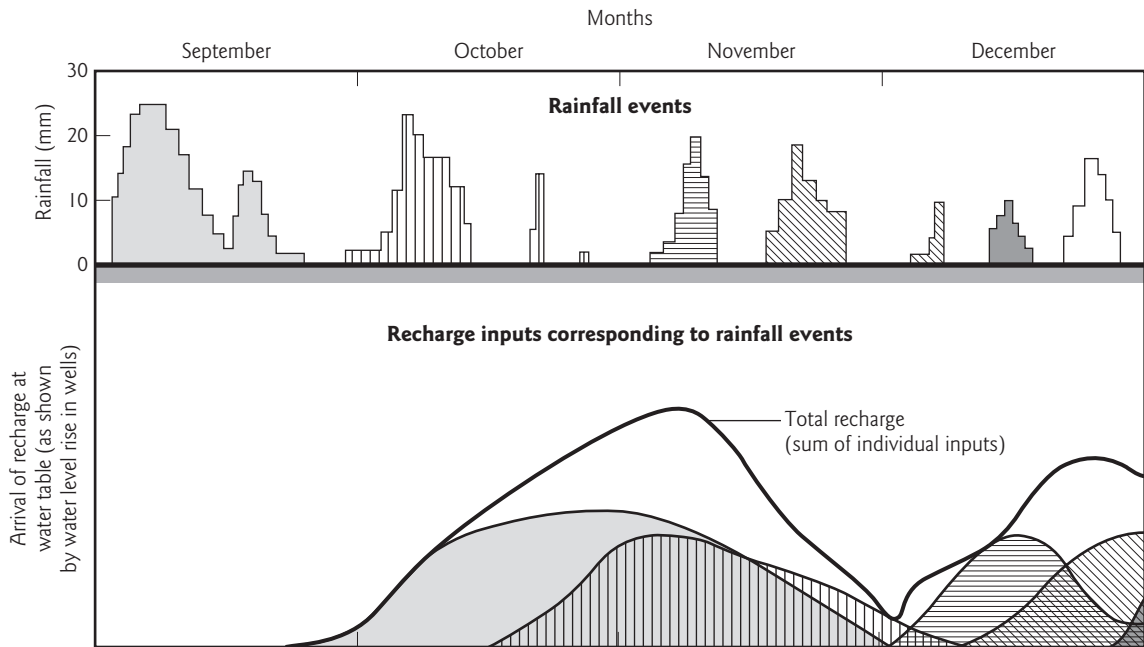 Months
September
October
November
December
30
20
10
0
Rainfall (mm)
Rainfall events
Recharge inputs corresponding to rainfall events
Arrival of recharge at
water table (as shown
by water level rise in wells)
Total recharge
(sum of individual inputs)